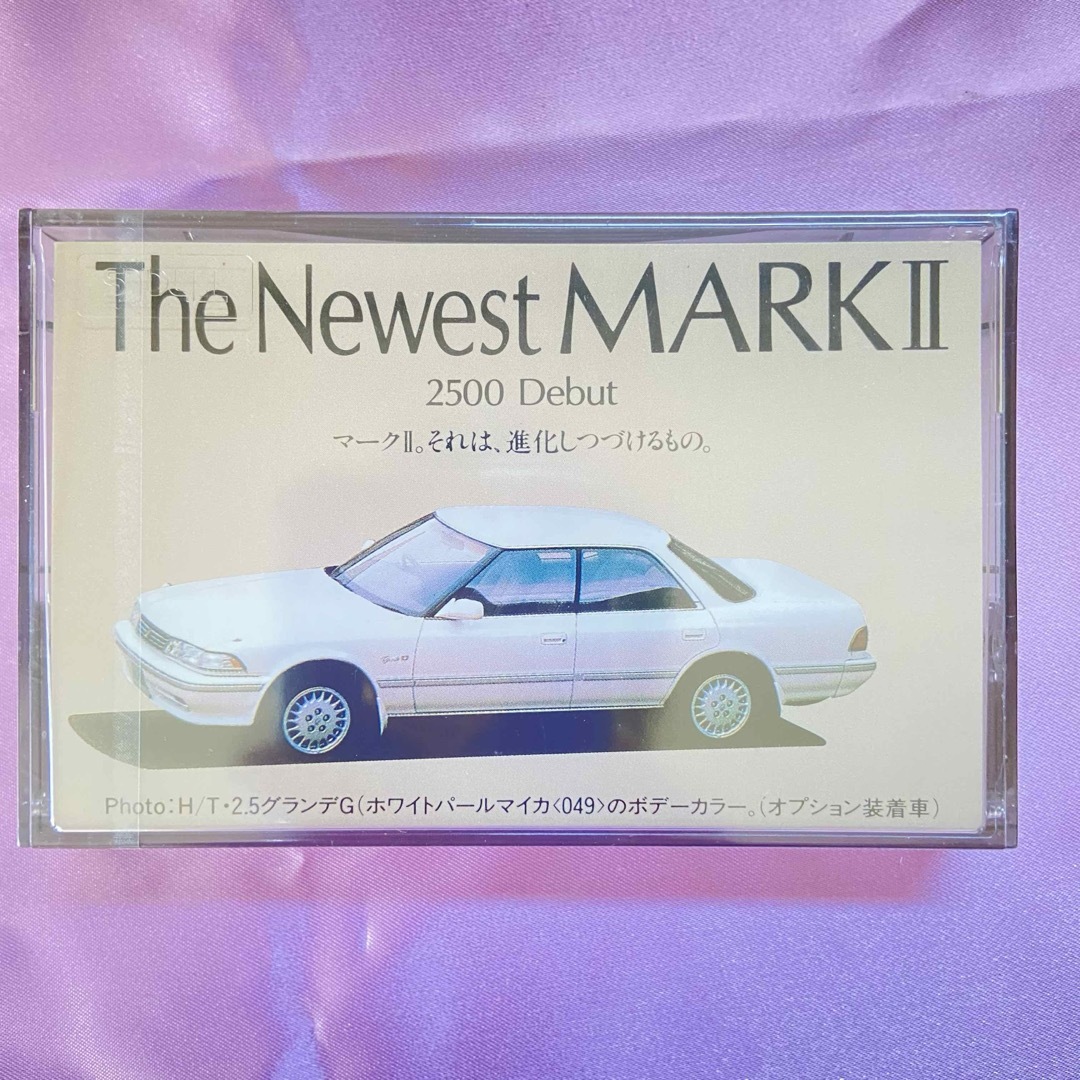 The Newest MARKⅡ
2500 Debut
マークⅡ。それは、進化しつづけるもの。
Photo:H/T・2.5グランデG(ホワイトパールマイカ〈049〉のボデーカラー。(オプション装着車)